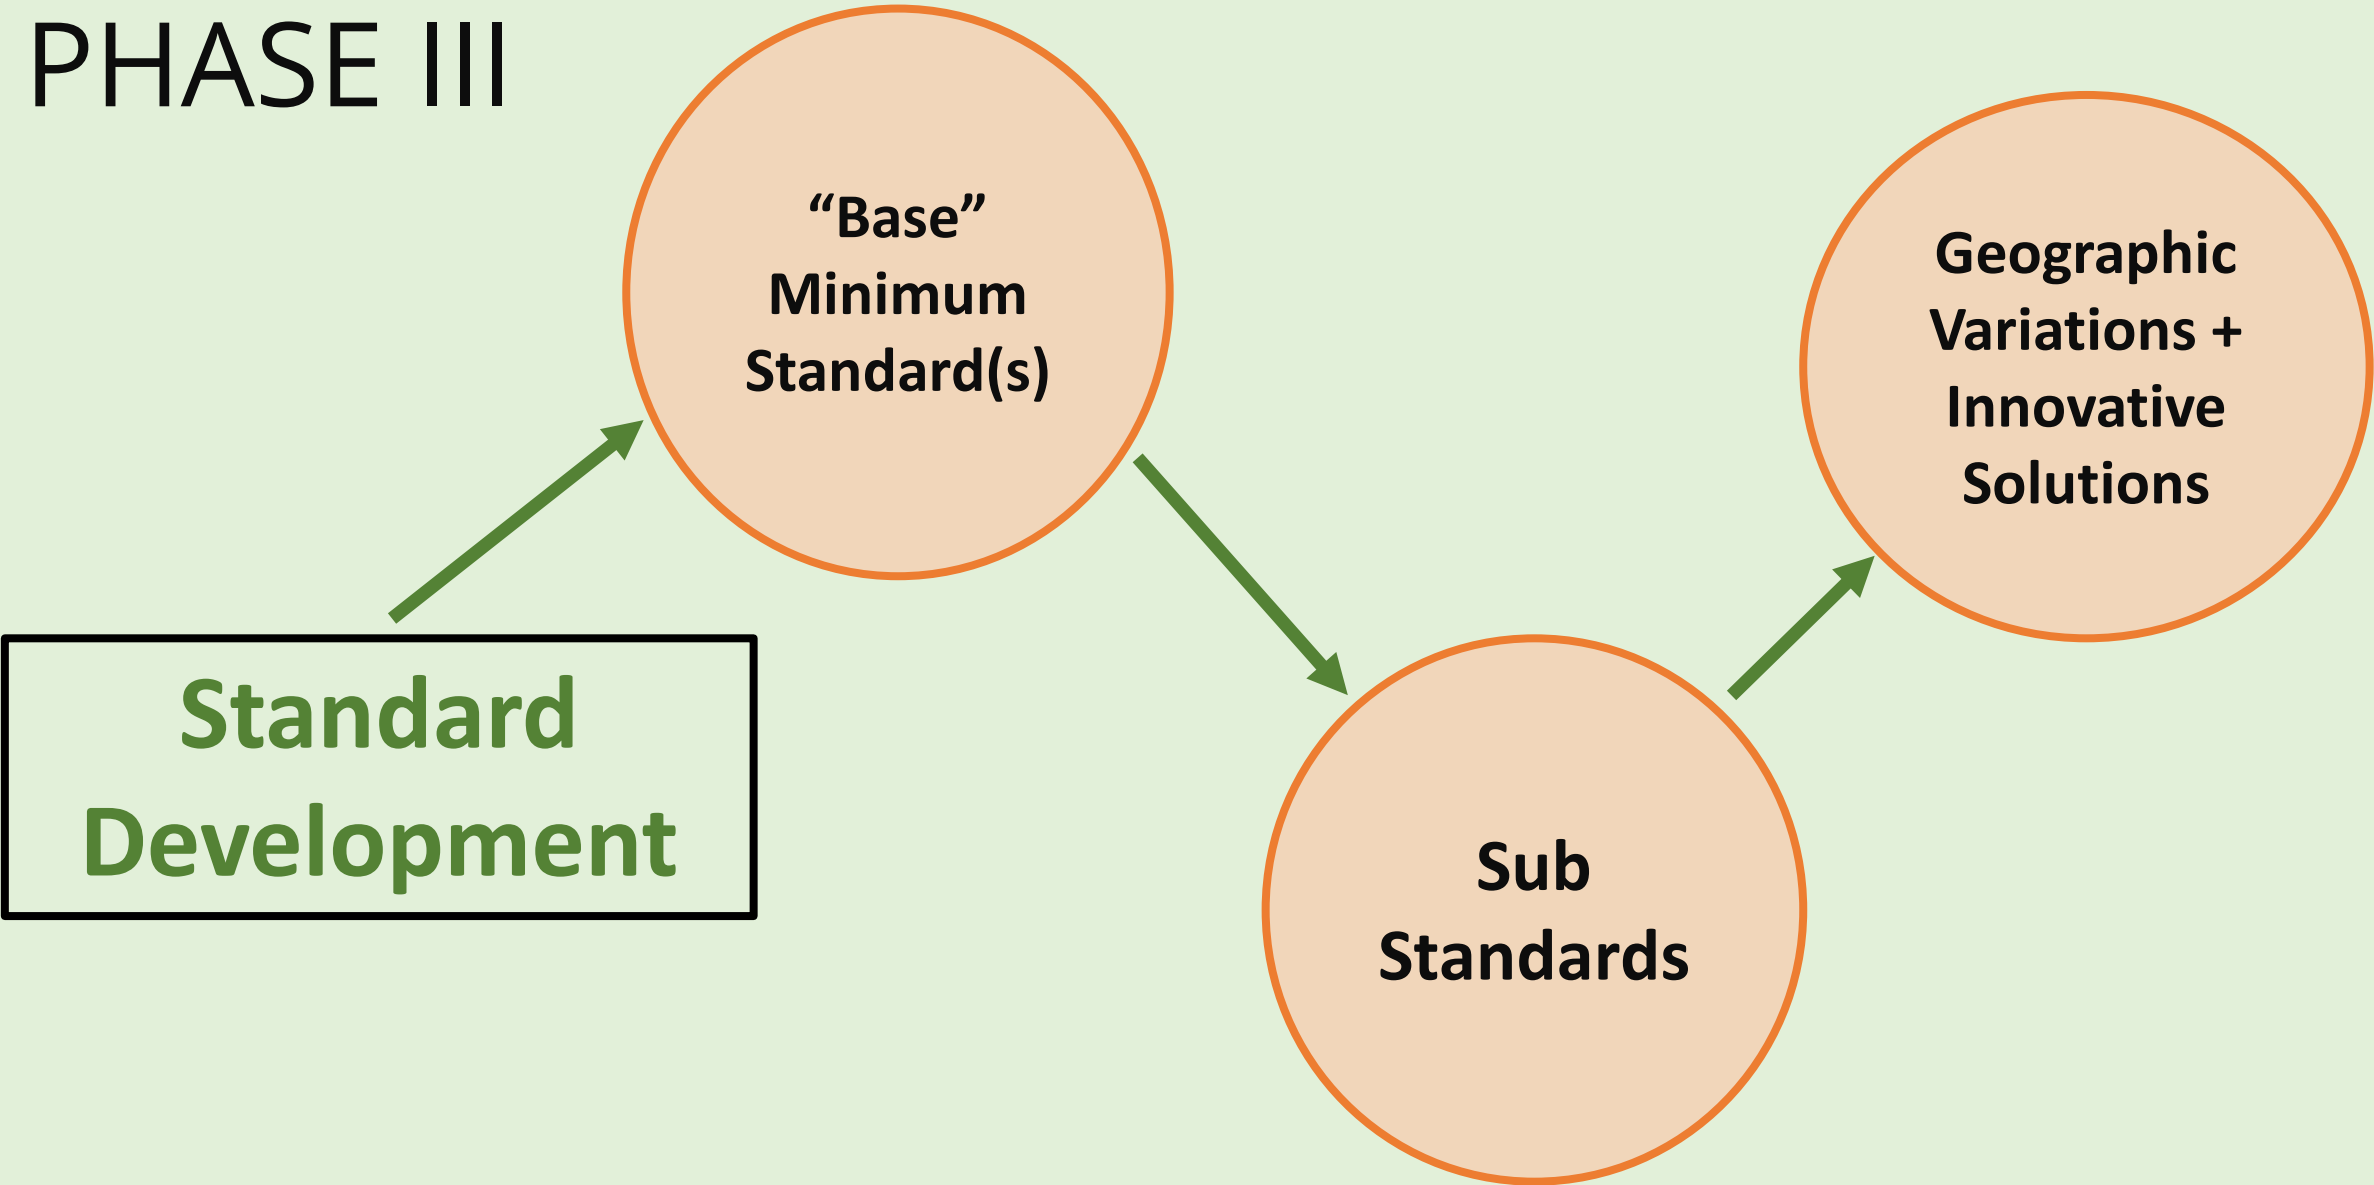 PHASE III
“Base”
Minimum
Standard(s)
Geographic
Variations +
Innovative
Solutions
Standard
Development
Sub
Standards